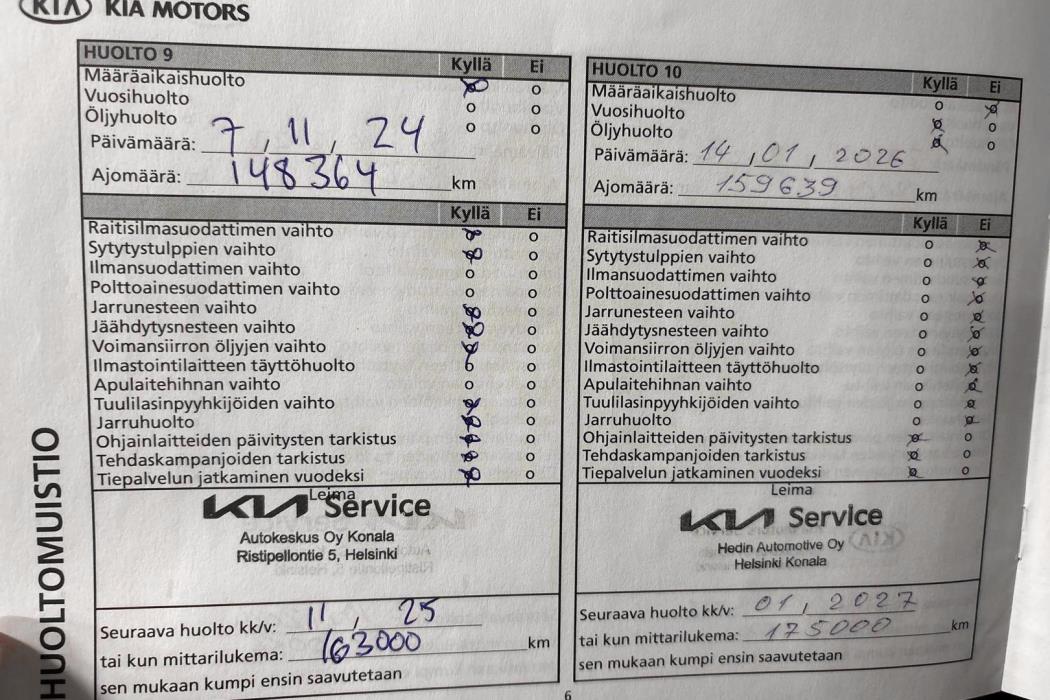 KIA KIA MOTORS
HUOLTO 9 Kyllä Ei
Määräaikaishuolto
Vuosihuolto
Öljyhuolto
Päivämäärä: 7, 11, 24
Ajomäärä: 148364 km
Kyllä Ei
Raitisilmasuodattimen vaihto
Sytytystulppien vaihto
Ilmansuodattimen vaihto
Polttoainesuodattimen vaihto
Jarrunesteen vaihto
Jäähdytysnesteen vaihto
Voimansiirron öljyjen vaihto
Ilmastointilaitteen täyttöhuolto
Apulaitehihnan vaihto
Tuulilasinpyyhkijöiden vaihto
Jarruhuolto
Ohjainlaitteiden päivitysten tarkistus
Tehdaskampanjoiden tarkistus
Tiepalvelun jatkaminen vuodeksi
Leima
KIA Service
Autokeskus Oy Konala
Ristipellontie 5, Helsinki
Seuraava huolto kk/v: 11, 25
tai kun mittarilukema: 163000 km
sen mukaan kumpi ensin saavutetaan
HUOLTO 10 Kyllä Ei
Määräaikaishuolto
Vuosihuolto
Öljyhuolto
Päivämäärä: 14, 01, 2026
Ajomäärä: 159639 km
Kyllä Ei
Raitisilmasuodattimen vaihto
Sytytystulppien vaihto
Ilmansuodattimen vaihto
Polttoainesuodattimen vaihto
Jarrunesteen vaihto
Jäähdytysnesteen vaihto
Voimansiirron öljyjen vaihto
Ilmastointilaitteen täyttöhuolto
Apulaitehihnan vaihto
Tuulilasinpyyhkijöiden vaihto
Jarruhuolto
Ohjainlaitteiden päivitysten tarkistus
Tehdaskampanjoiden tarkistus
Tiepalvelun jatkaminen vuodeksi
Leima
KIA Service
Hedin Automotive Oy
Helsinki Konala
Seuraava huolto kk/v: 01, 2027
tai kun mittarilukema: 175000 km
sen mukaan kumpi ensin saavutetaan
HUOLTOMUISTIO
6